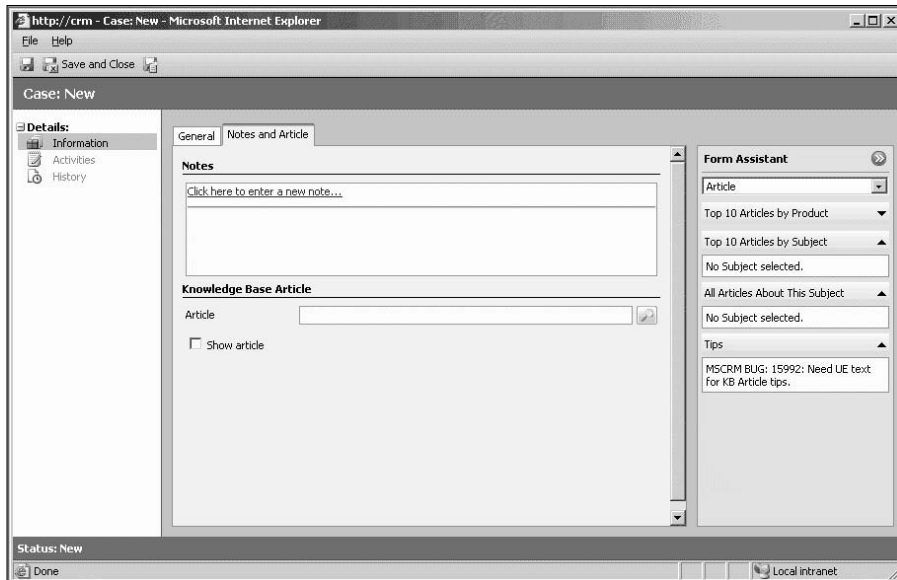 http://crm - Case: New - Microsoft Internet Explorer
File Help
Save and Close
Case: New
Details:
Information
Activities
History
General
Notes and Article
Notes
Click here to enter a new note...
Knowledge Base Article
Article
Show article
Form Assistant
Article
Top 10 Articles by Product
Top 10 Articles by Subject
No Subject selected.
All Articles About This Subject
No Subject selected.
Tips
MSCRM BUG: 15992: Need UE text
for KB Article tips.
Status: New
Done
Local intranet